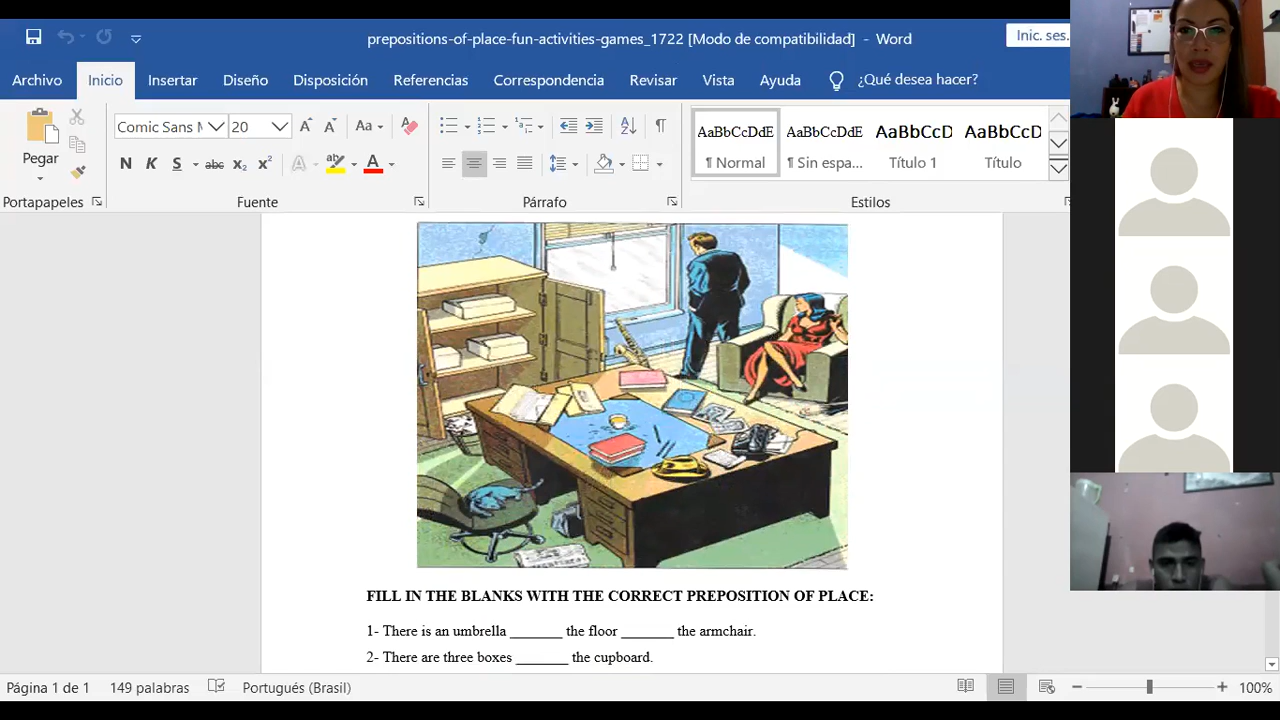 prepositions-of-place-fun-activities-games_1722 [Modo de compatibilidad] - Word
Inic. ses.
Archivo Inicio Insertar Diseño Disposición Referencias Correspondencia Revisar Vista Ayuda ¿Qué desea hacer?
Pegar
Comic Sans M 20
Aa
N K S abc x₂ x² A A
AaBbCcDdE AaBbCcDdE AaBbCcD AaBbCcD
¶ Normal ¶ Sin espa... Título 1 Título
Portapapeles Fuente Párrafo Estilos
FILL IN THE BLANKS WITH THE CORRECT PREPOSITION OF PLACE:
1- There is an umbrella _______ the floor _______ the armchair.
2- There are three boxes _______ the cupboard.
Página 1 de 1 149 palabras Portugués (Brasil) 100%